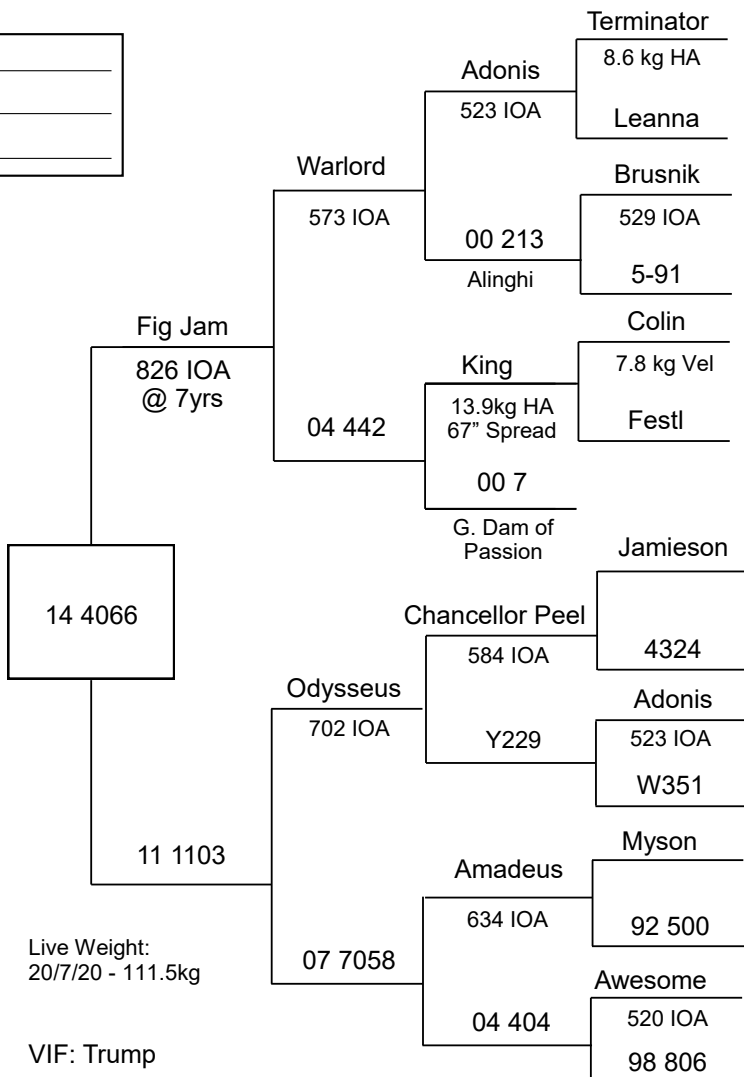 Terminator
8.6 kg HA
Adonis
523 IOA
Leanna
Warlord
573 IOA
Brusnik
529 IOA
00 213
Alinghi
5-91
Fig Jam
826 IOA
@ 7yrs
Colin
7.8 kg Vel
King
13.9kg HA
67” Spread
Festl
04 442
00 7
G. Dam of
Passion
14 4066
Jamieson
Chancellor Peel
584 IOA
4324
Odysseus
702 IOA
Adonis
523 IOA
Y229
W351
11 1103
Myson
Amadeus
634 IOA
92 500
07 7058
Awesome
520 IOA
04 404
98 806
Live Weight:
20/7/20 - 111.5kg
VIF: Trump